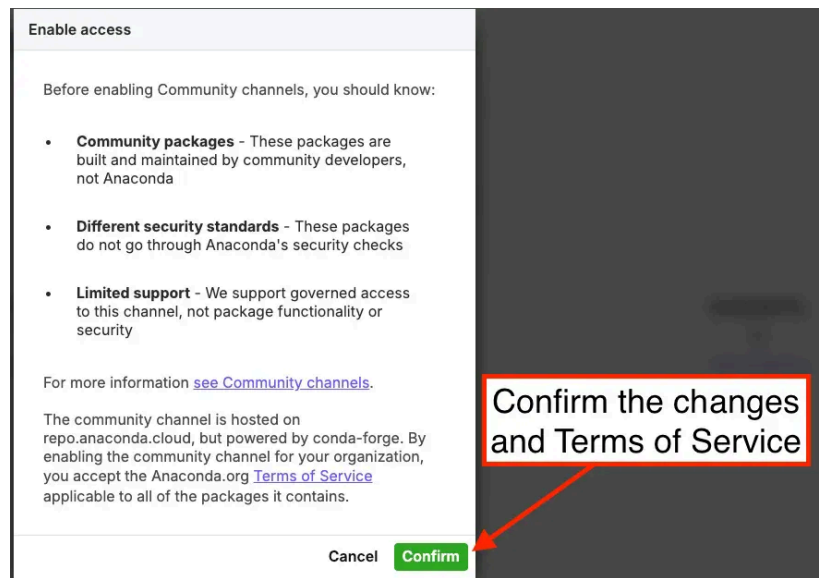 Enable access
Before enabling Community channels, you should know:
• Community packages - These packages are
built and maintained by community developers,
not Anaconda
• Different security standards - These packages
do not go through Anaconda's security checks
• Limited support - We support governed access
to this channel, not package functionality or
security
For more information see Community channels.
The community channel is hosted on
repo.anaconda.cloud, but powered by conda-forge. By
enabling the community channel for your organization,
you accept the Anaconda.org Terms of Service
applicable to all of the packages it contains.
Confirm the changes
and Terms of Service
Cancel Confirm